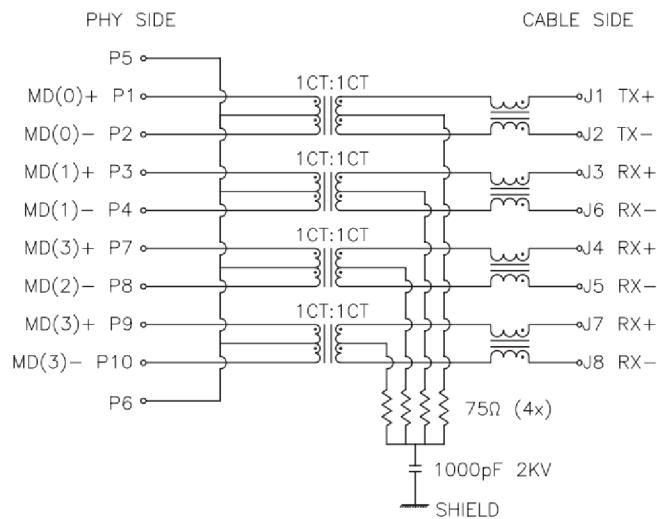 PHY SIDE CABLE SIDE
P5
1CT:1CT
MD(0)+ P1 J1 TX+
MD(0)- P2 J2 TX-
1CT:1CT
MD(1)+ P3 J3 RX+
MD(1)- P4 J6 RX-
1CT:1CT
MD(3)+ P7 J4 RX+
MD(2)- P8 J5 RX-
1CT:1CT
MD(3)+ P9 J7 RX+
MD(3)- P10 J8 RX-
P6
75Ω (4x)
1000pF 2KV
SHIELD